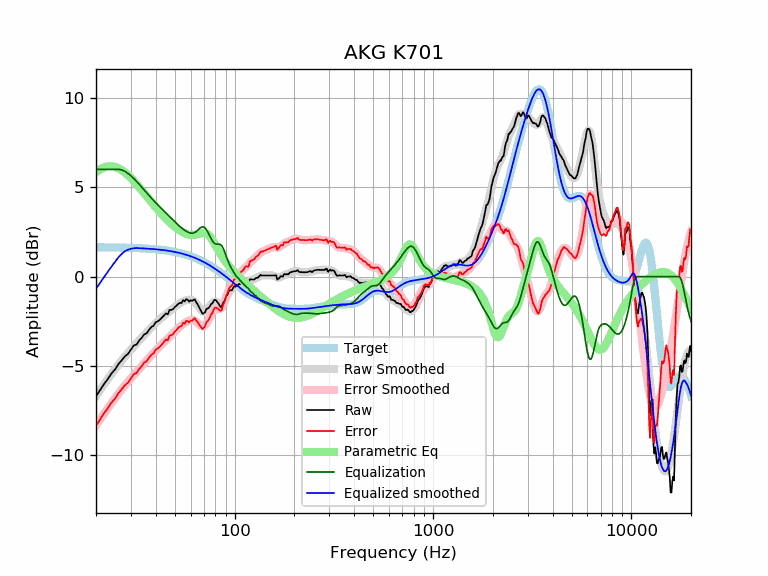 AKG K701
10
5
0
−5
−10
Amplitude (dBr)
Target
Raw Smoothed
Error Smoothed
Raw
Error
Parametric Eq
Equalization
Equalized smoothed
100
1000
10000
Frequency (Hz)